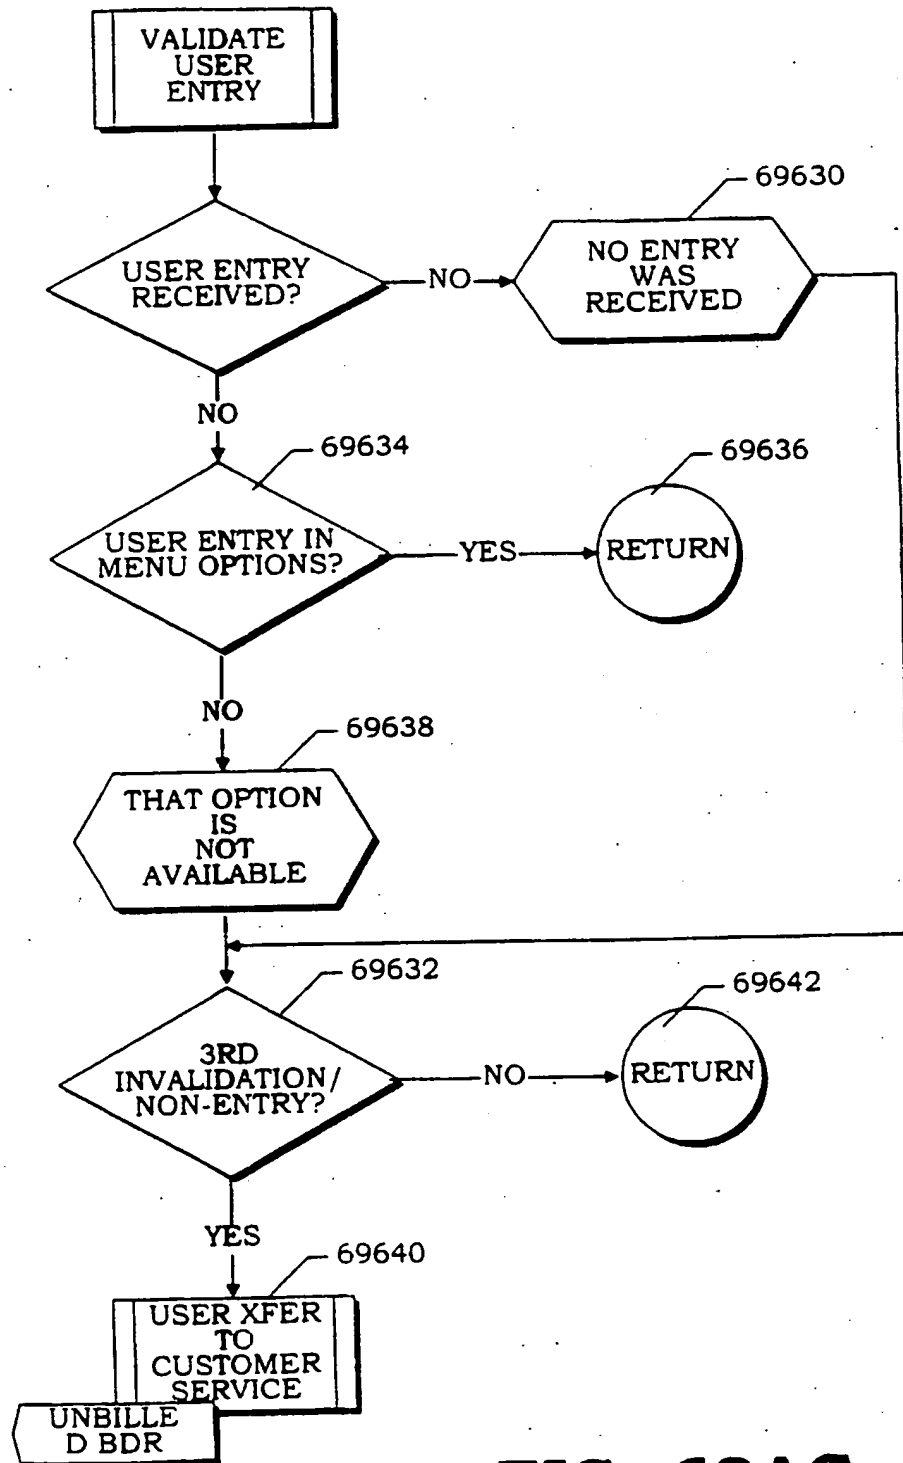 VALIDATE
USER
ENTRY
69630
USER ENTRY
RECEIVED?
NO
NO ENTRY
WAS
RECEIVED
NO
69634
69636
USER ENTRY IN
MENU OPTIONS?
YES
RETURN
NO
69638
THAT OPTION
IS
NOT
AVAILABLE
69632
69642
3RD
INVALIDATION/
NON-ENTRY?
NO
RETURN
YES
69640
USER XFER
TO
CUSTOMER
SERVICE
UNBILLE
D BDR